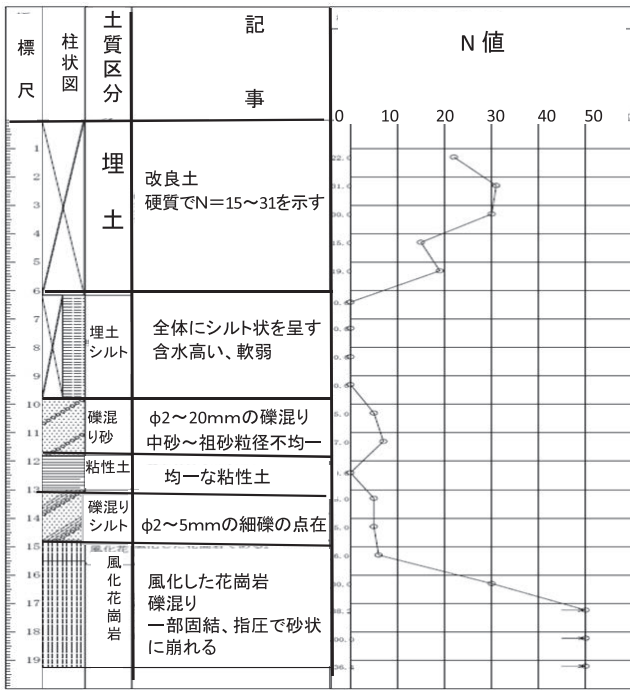 標尺
柱状図
土質区分
記事
N値
0 10 20 30 40 50
埋土
改良土
硬質でN＝15～31を示す
埋土
シルト
全体にシルト状を呈す
含水高い、軟弱
礫混
り砂
φ2～20mmの礫混り
中砂～祖砂粒径不均一
粘性土
均一な粘性土
礫混り
シルト
φ2～5mmの細礫の点在
風化花崗岩
風化した花崗岩
礫混り
一部固結、指圧で砂状
に崩れる
1
2
3
4
5
6
7
8
9
10
11
12
13
14
15
16
17
18
19